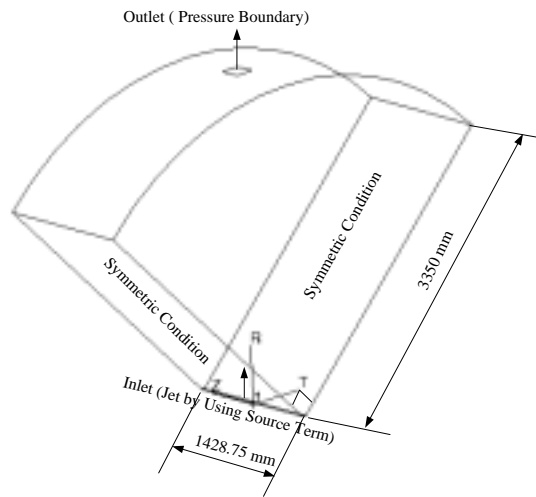 Outlet ( Pressure Boundary)
Symmetric Condition
3350 mm
Symmetric Condition
R
T
Z
Inlet (Jet by Using Source Term)
1428.75 mm